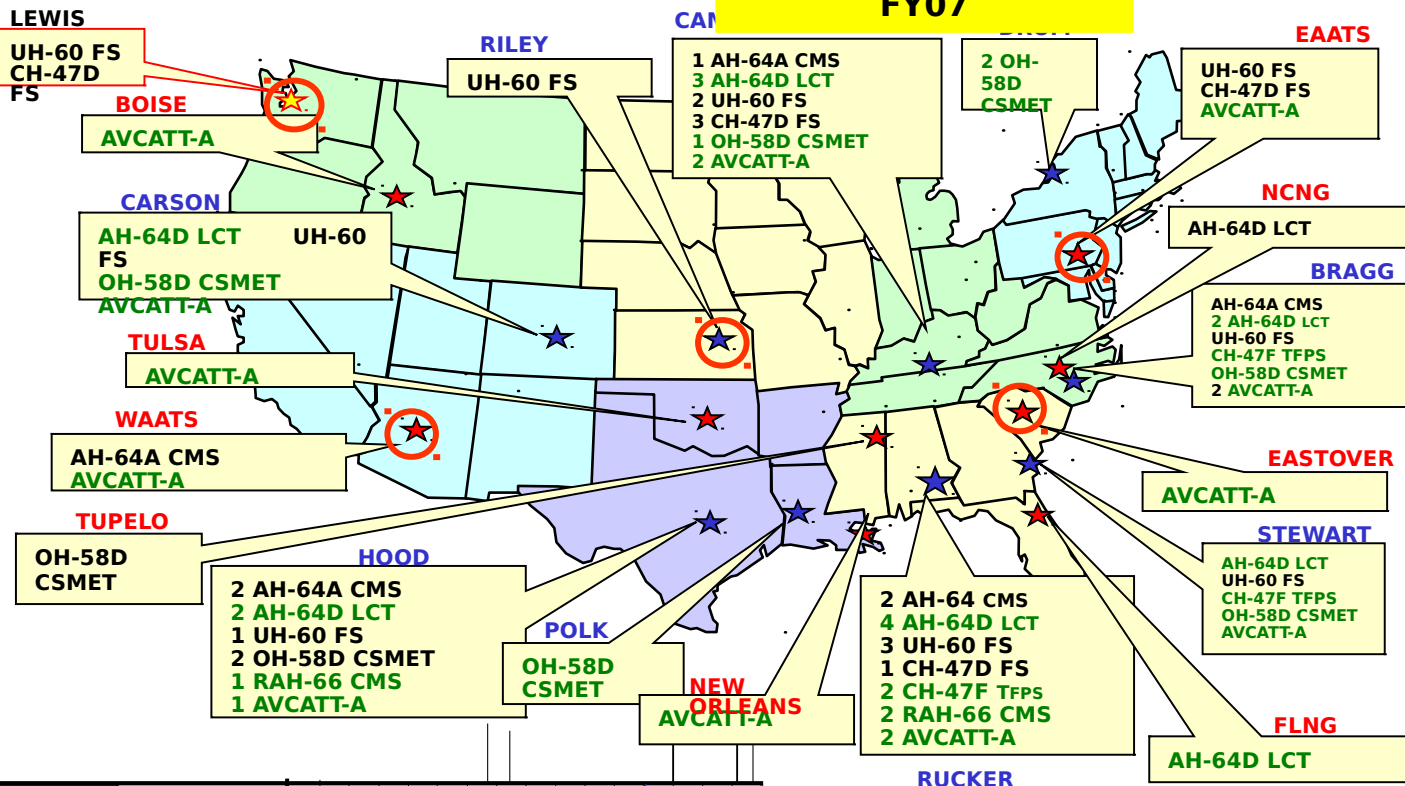 FY07
LEWIS
UH-60 FS
CH-47D
FS
BOISE
AVCATT-A
CARSON
AH-64D LCT UH-60
FS
OH-58D CSMET
AVCATT-A
TULSA
AVCATT-A
WAATS
AH-64A CMS
AVCATT-A
TUPELO
OH-58D
CSMET
HOOD
2 AH-64A CMS
2 AH-64D LCT
1 UH-60 FS
2 OH-58D CSMET
1 RAH-66 CMS
1 AVCATT-A
RILEY
UH-60 FS
1 AH-64A CMS
3 AH-64D LCT
2 UH-60 FS
3 CH-47D FS
1 OH-58D CSMET
2 AVCATT-A
2 OH-
58D
CSMET
EAATS
UH-60 FS
CH-47D FS
AVCATT-A
NCNG
AH-64D LCT
BRAGG
AH-64A CMS
2 AH-64D LCT
UH-60 FS
CH-47F TFPS
OH-58D CSMET
2 AVCATT-A
EASTOVER
AVCATT-A
STEWART
AH-64D LCT
UH-60 FS
CH-47F TFPS
OH-58D CSMET
AVCATT-A
FLNG
AH-64D LCT
POLK
OH-58D
CSMET
NEW
ORLEANS
AVCATT-A
2 AH-64 CMS
4 AH-64D LCT
3 UH-60 FS
1 CH-47D FS
2 CH-47F TFPS
2 RAH-66 CMS
2 AVCATT-A
RUCKER